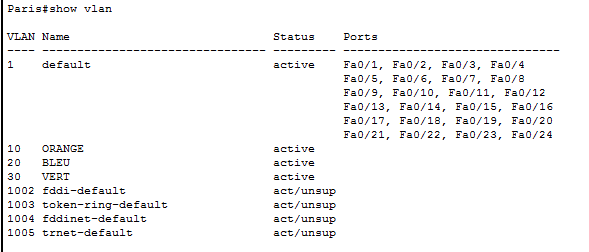 Paris#show vlan
VLAN Name                             Status    Ports
---- -------------------------------- --------- -------------------------------
1    default                          active    Fa0/1, Fa0/2, Fa0/3, Fa0/4
                                                Fa0/5, Fa0/6, Fa0/7, Fa0/8
                                                Fa0/9, Fa0/10, Fa0/11, Fa0/12
                                                Fa0/13, Fa0/14, Fa0/15, Fa0/16
                                                Fa0/17, Fa0/18, Fa0/19, Fa0/20
                                                Fa0/21, Fa0/22, Fa0/23, Fa0/24
10   ORANGE                           active
20   BLEU                             active
30   VERT                             active
1002 fddi-default                     act/unsup
1003 token-ring-default               act/unsup
1004 fddinet-default                  act/unsup
1005 trnet-default                    act/unsup